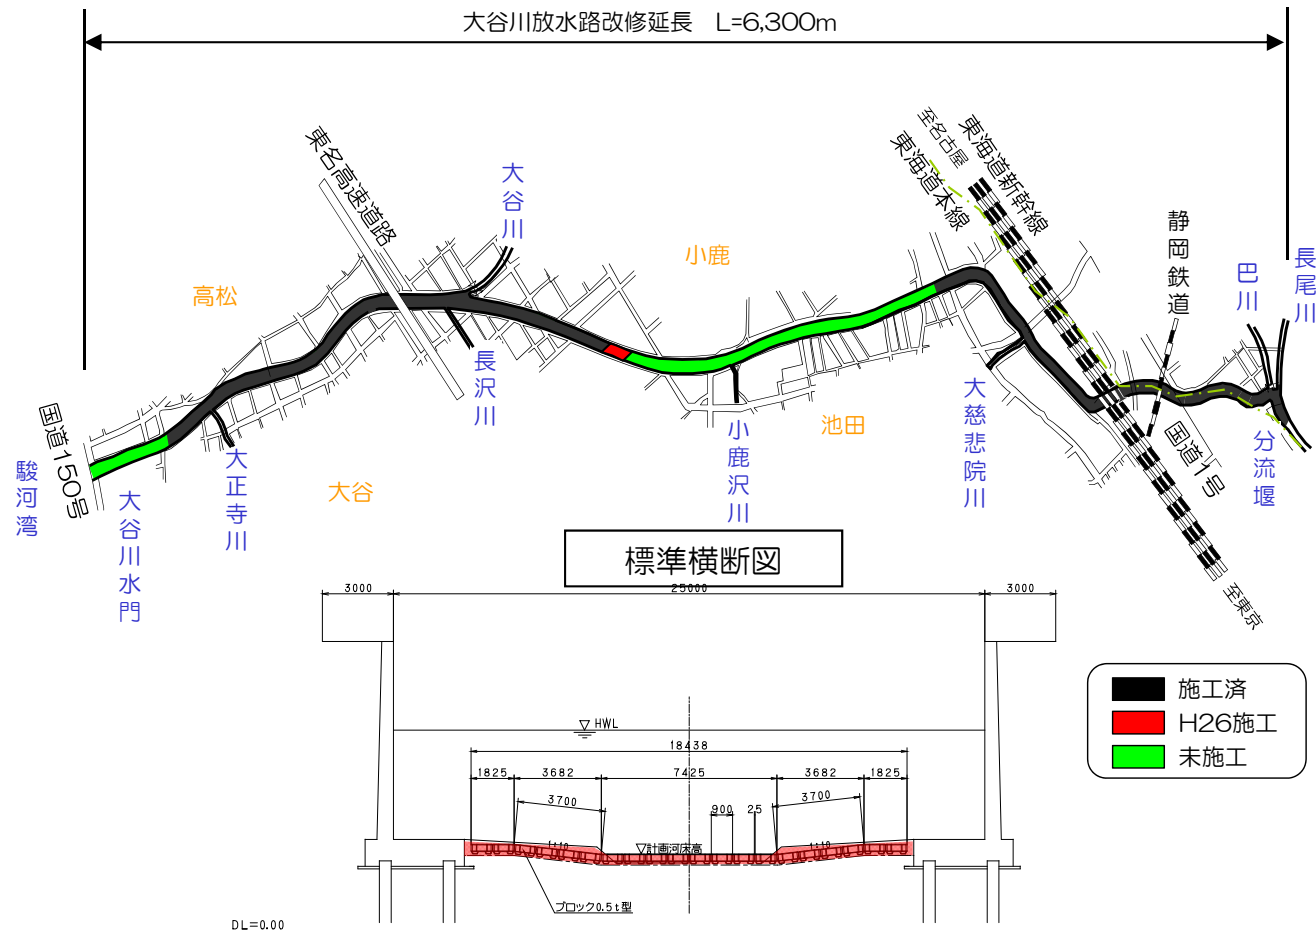 大谷川放水路改修延長 L=6,300m
至名古屋
東海道新幹線
東海道本線
東名高速道路
大谷川
静岡鉄道
小鹿
巴川
長尾川
高松
長沢川
大慈悲院川
国道150号
小鹿沢川
池田
国道1号
分流堰
駿河湾
大谷川水門
大正寺川
大谷
標準横断図
至東京
3000
25000
3000
施工済
H26施工
未施工
HWL
18438
1825
3682
7425
3682
1825
3700
900
25
3700
1:10
計画河床高
1:10
ブロック0.5t型
DL=0.00